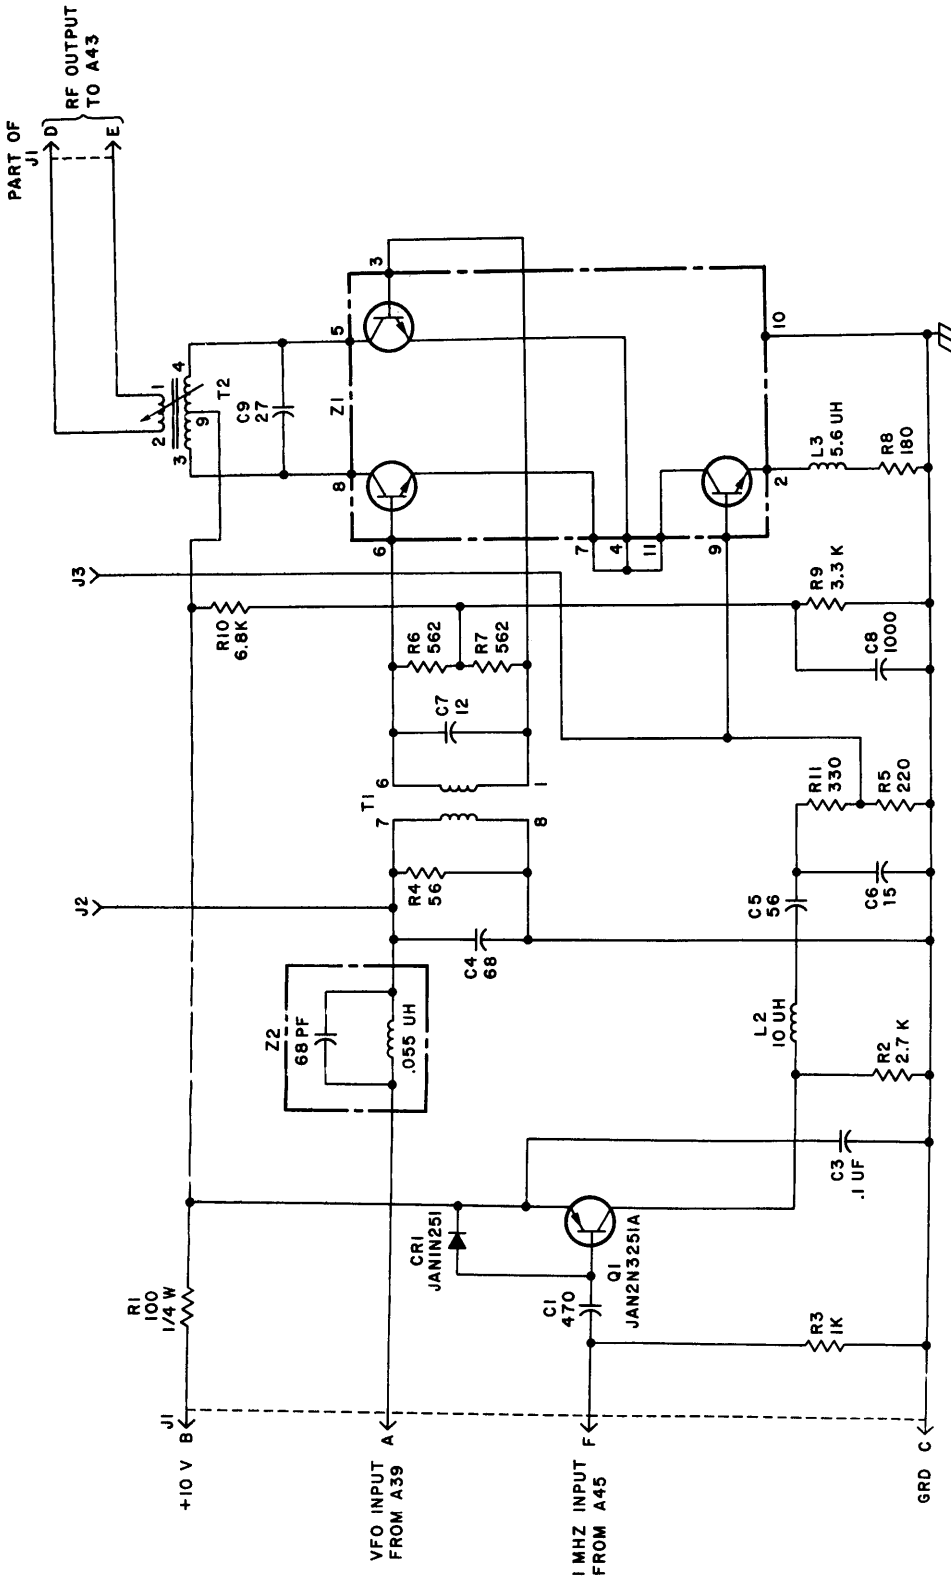 PART OF
J1
D
E
RF OUTPUT
TO A43
2
1
3
9
4
T2
C9
27
8
Z1
5
3
6
7
4
11
9
2
10
L3
5.6 UH
R8
180
J3
R10
6.8K
R6
562
R7
562
C7
12
R9
3.3 K
C8
1000
T1
6
1
7
8
J2
R4
56
C4
68
R11
330
R5
220
C5
56
C6
15
Z2
68 PF
.055 UH
L2
10 UH
R2
2.7 K
C3
.1 UF
CR1
JAN1N251
Q1
JAN2N3251A
C1
470
R1
100
1/4 W
R3
1K
J1
+10 V B
VFO INPUT A
FROM A39
1 MHZ INPUT F
FROM A45
GRD C